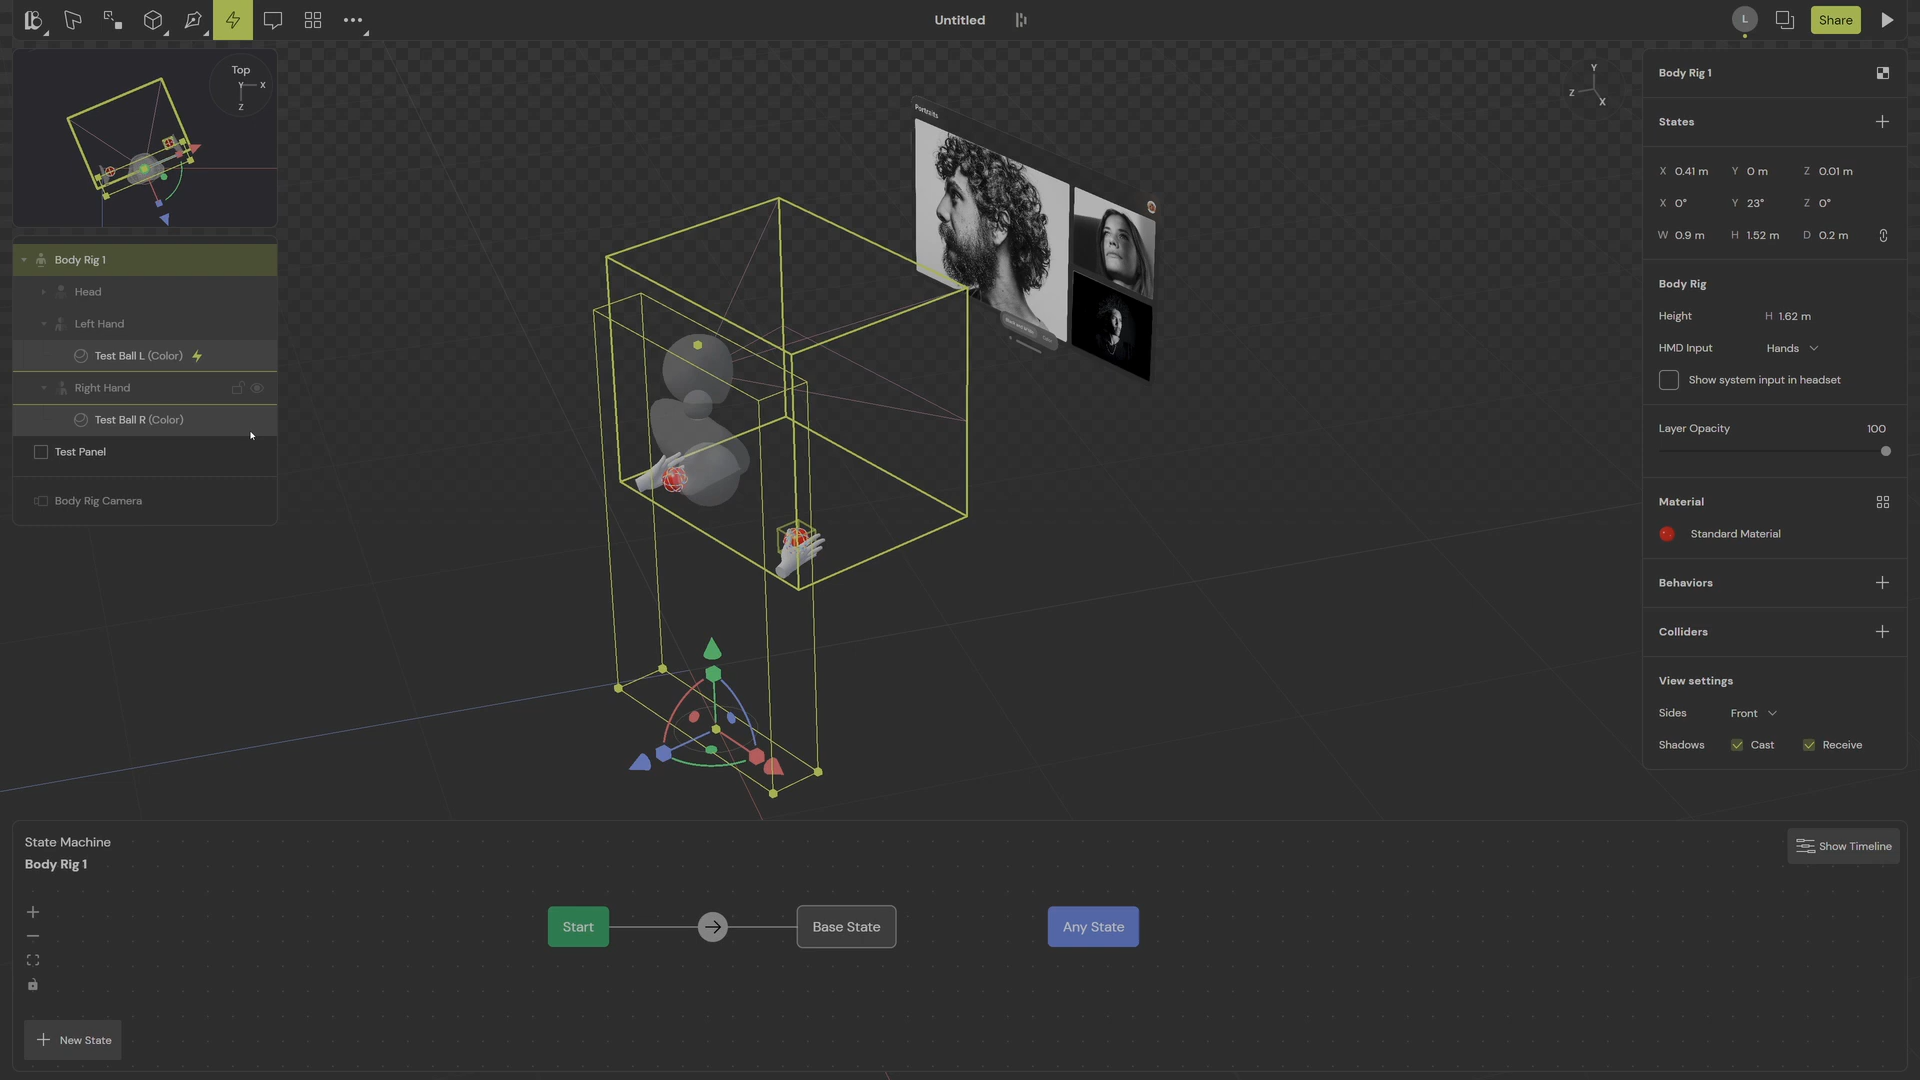 Untitled
L
Share
Top
Y X
Z
Body Rig 1
Head
Left Hand
Test Ball L (Color)
Right Hand
Test Ball R (Color)
Test Panel
Body Rig Camera
Portraits
Y
Z
X
Body Rig 1
States
X 0.41 m Y 0 m Z 0.01 m
X 0° Y 23° Z 0°
W 0.9 m H 1.52 m D 0.2 m
Body Rig
Height H 1.62 m
HMD Input Hands
Show system input in headset
Layer Opacity 100
Material
Standard Material
Behaviors
Colliders
View settings
Sides Front
Shadows Cast Receive
State Machine
Body Rig 1
Show Timeline
Start
Base State
Any State
New State